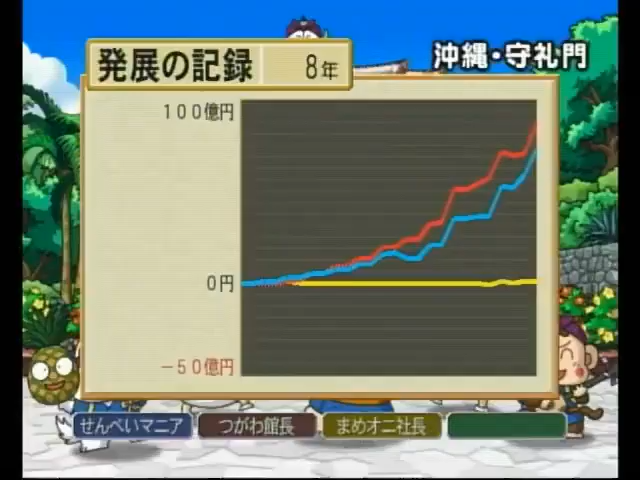 発展の記録 8年
沖縄・守礼門
100億円
0円
-50億円
せんべいマニア つがわ館長 まめオニ社長